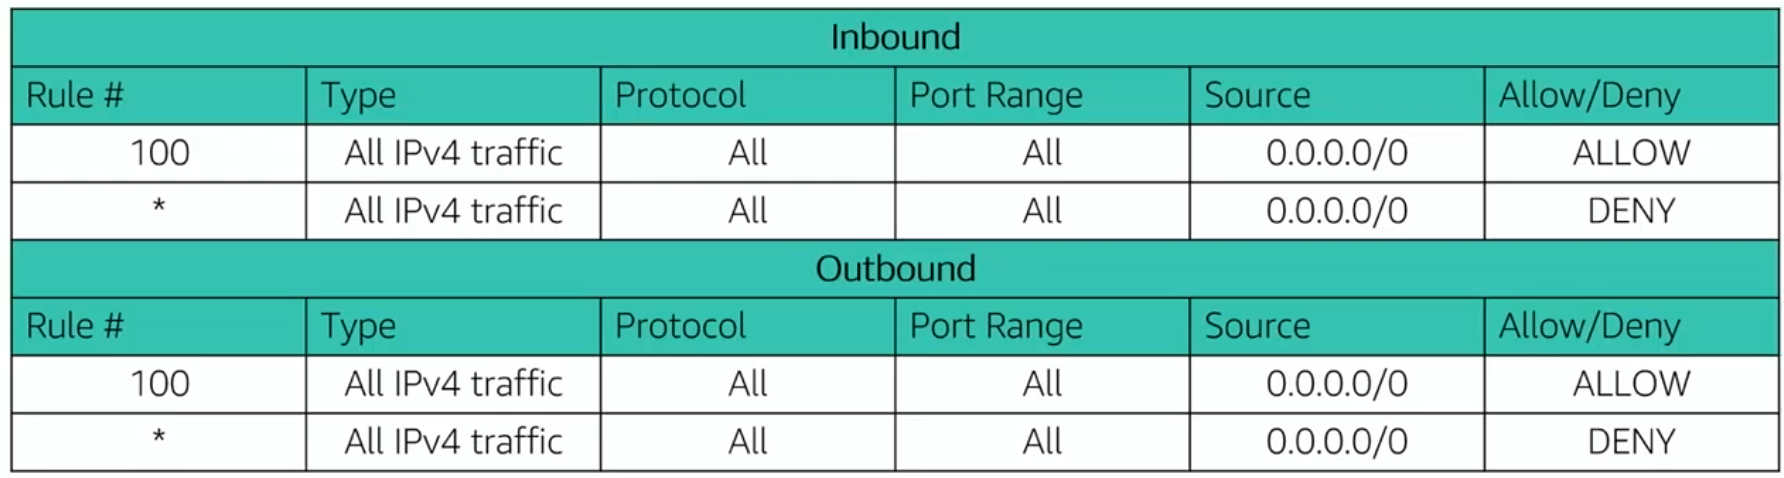 Inbound
Rule # Type Protocol Port Range Source Allow/Deny
100 All IPv4 traffic All All 0.0.0.0/0 ALLOW
* All IPv4 traffic All All 0.0.0.0/0 DENY
Outbound
Rule # Type Protocol Port Range Source Allow/Deny
100 All IPv4 traffic All All 0.0.0.0/0 ALLOW
* All IPv4 traffic All All 0.0.0.0/0 DENY